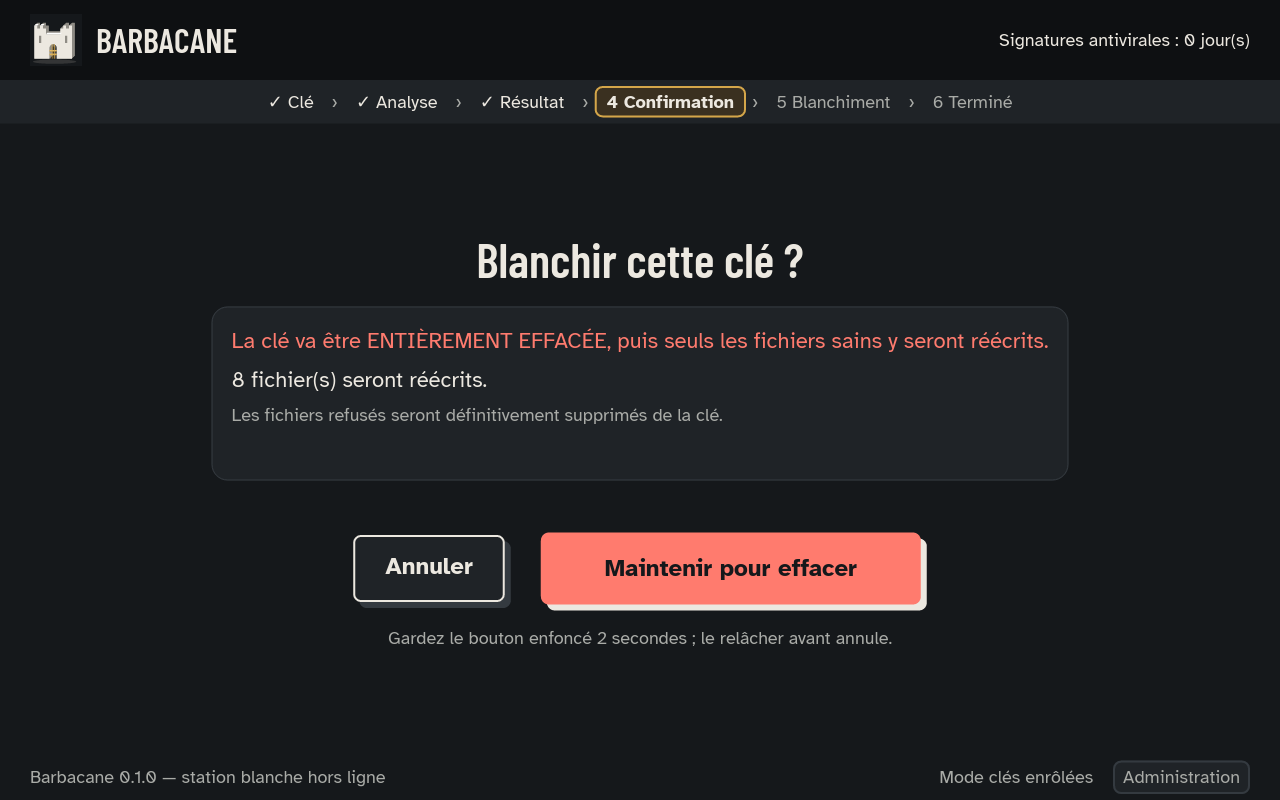 BARBACANE
Signatures antivirales : 0 jour(s)
✓ Clé › ✓ Analyse › ✓ Résultat › 4 Confirmation › 5 Blanchiment › 6 Terminé
Blanchir cette clé ?
La clé va être ENTIÈREMENT EFFACÉE, puis seuls les fichiers sains y seront réécrits.
8 fichier(s) seront réécrits.
Les fichiers refusés seront définitivement supprimés de la clé.
Annuler
Maintenir pour effacer
Gardez le bouton enfoncé 2 secondes ; le relâcher avant annule.
Barbacane 0.1.0 — station blanche hors ligne
Mode clés enrôlées
Administration